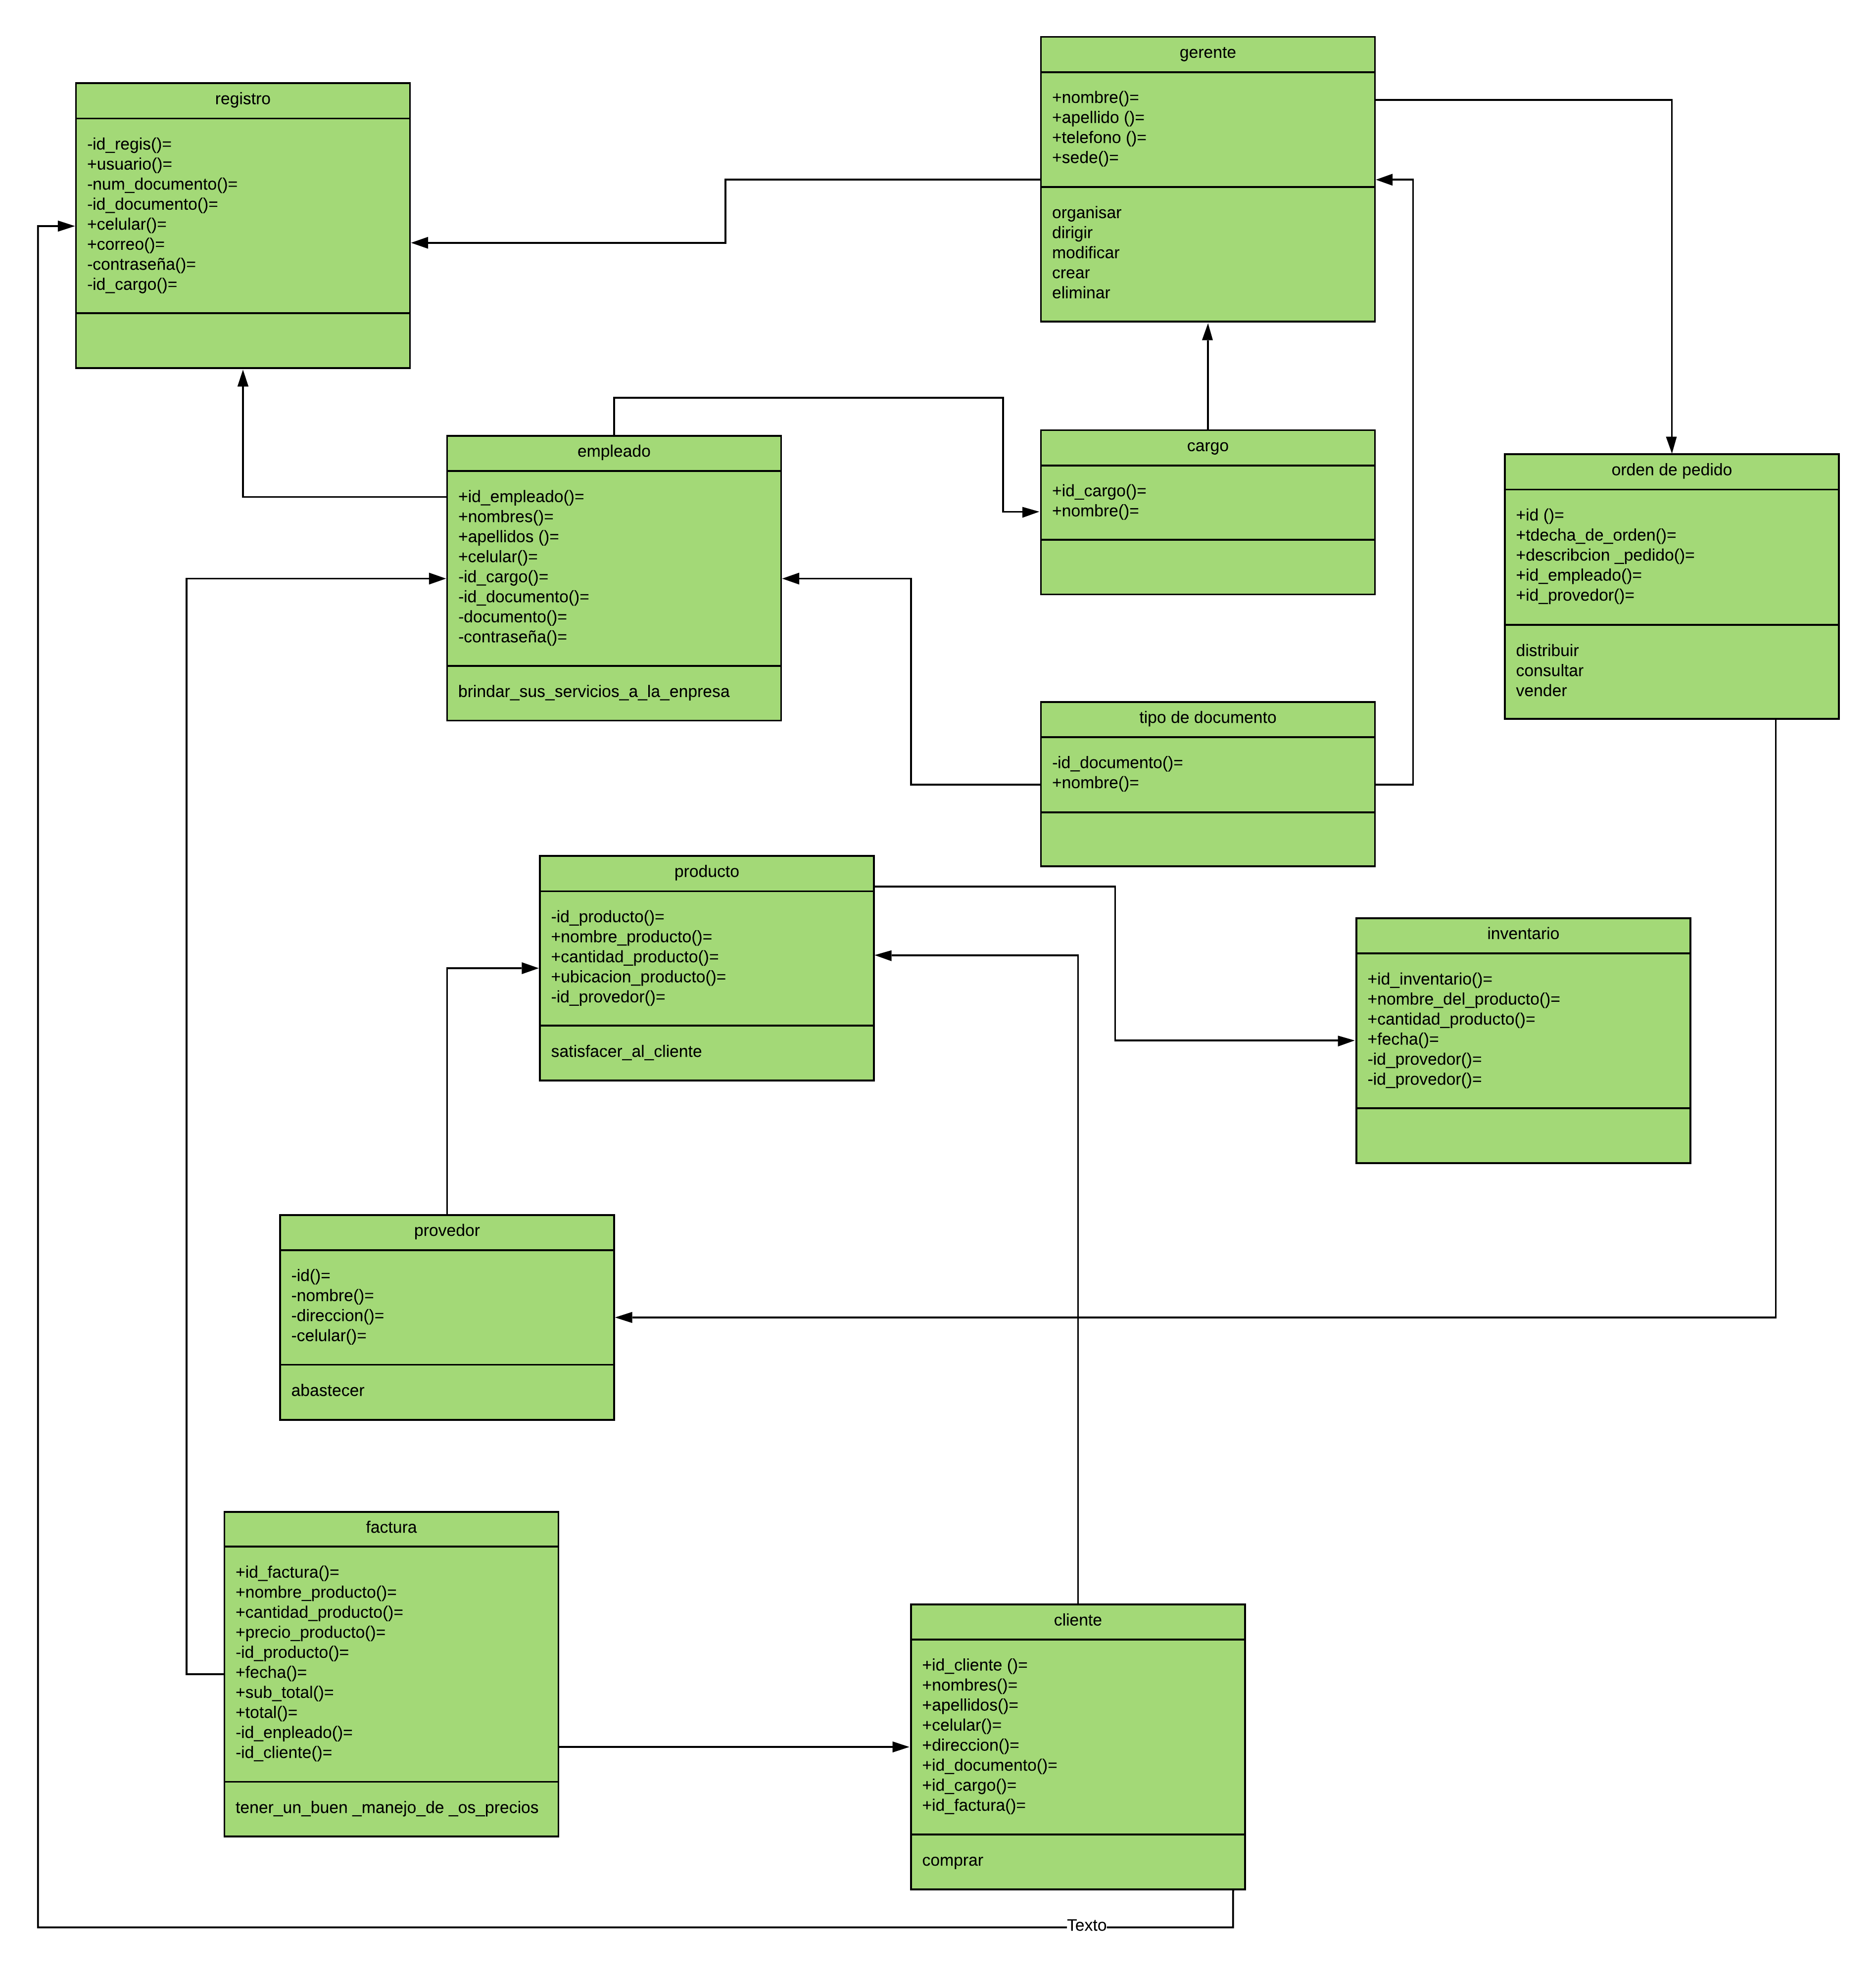 gerente
+nombre()=
+apellido ()=
+telefono ()=
+sede()=
organisar
dirigir
modificar
crear
eliminar
registro
-id_regis()=
+usuario()=
-num_documento()=
-id_documento()=
+celular()=
+correo()=
-contraseña()=
-id_cargo()=
empleado
+id_empleado()=
+nombres()=
+apellidos ()=
+celular()=
-id_cargo()=
-id_documento()=
-documento()=
-contraseña()=
brindar_sus_servicios_a_la_enpresa
cargo
+id_cargo()=
+nombre()=
orden de pedido
+id ()=
+tdecha_de_orden()=
+describcion _pedido()=
+id_empleado()=
+id_provedor()=
distribuir
consultar
vender
tipo de documento
-id_documento()=
+nombre()=
producto
-id_producto()=
+nombre_producto()=
+cantidad_producto()=
+ubicacion_producto()=
-id_provedor()=
satisfacer_al_cliente
inventario
+id_inventario()=
+nombre_del_producto()=
+cantidad_producto()=
+fecha()=
-id_provedor()=
-id_provedor()=
provedor
-id()=
-nombre()=
-direccion()=
-celular()=
abastecer
factura
+id_factura()=
+nombre_producto()=
+cantidad_producto()=
+precio_producto()=
-id_producto()=
+fecha()=
+sub_total()=
+total()=
-id_enpleado()=
-id_cliente()=
tener_un_buen _manejo_de _os_precios
cliente
+id_cliente ()=
+nombres()=
+apellidos()=
+celular()=
+direccion()=
+id_documento()=
+id_cargo()=
+id_factura()=
comprar
Texto